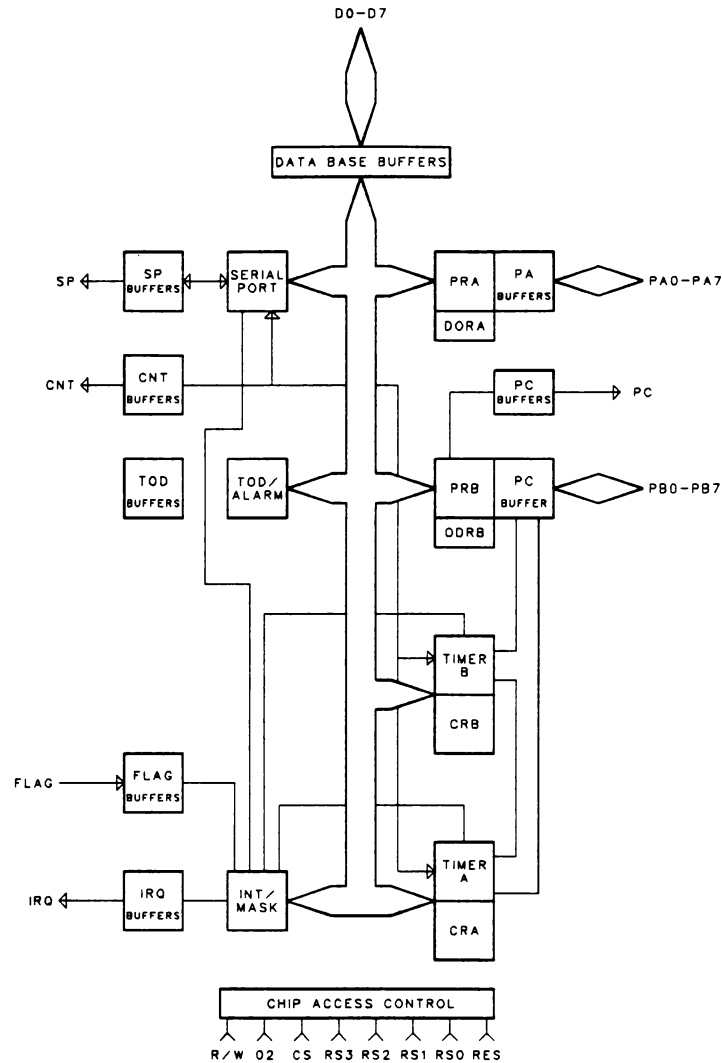 D0-D7
DATA BASE BUFFERS
SP
SP
BUFFERS
SERIAL
PORT
PRA
PA
BUFFERS
PA0-PA7
DORA
CNT
CNT
BUFFERS
PC
BUFFERS
PC
TOD
BUFFERS
TOD/
ALARM
PRB
PC
BUFFER
PB0-PB7
ODRB
TIMER
B
CRB
FLAG
FLAG
BUFFERS
IRQ
IRQ
BUFFERS
INT/
MASK
TIMER
A
CRA
CHIP ACCESS CONTROL
R/W 02 CS RS3 RS2 RS1 RS0 RES